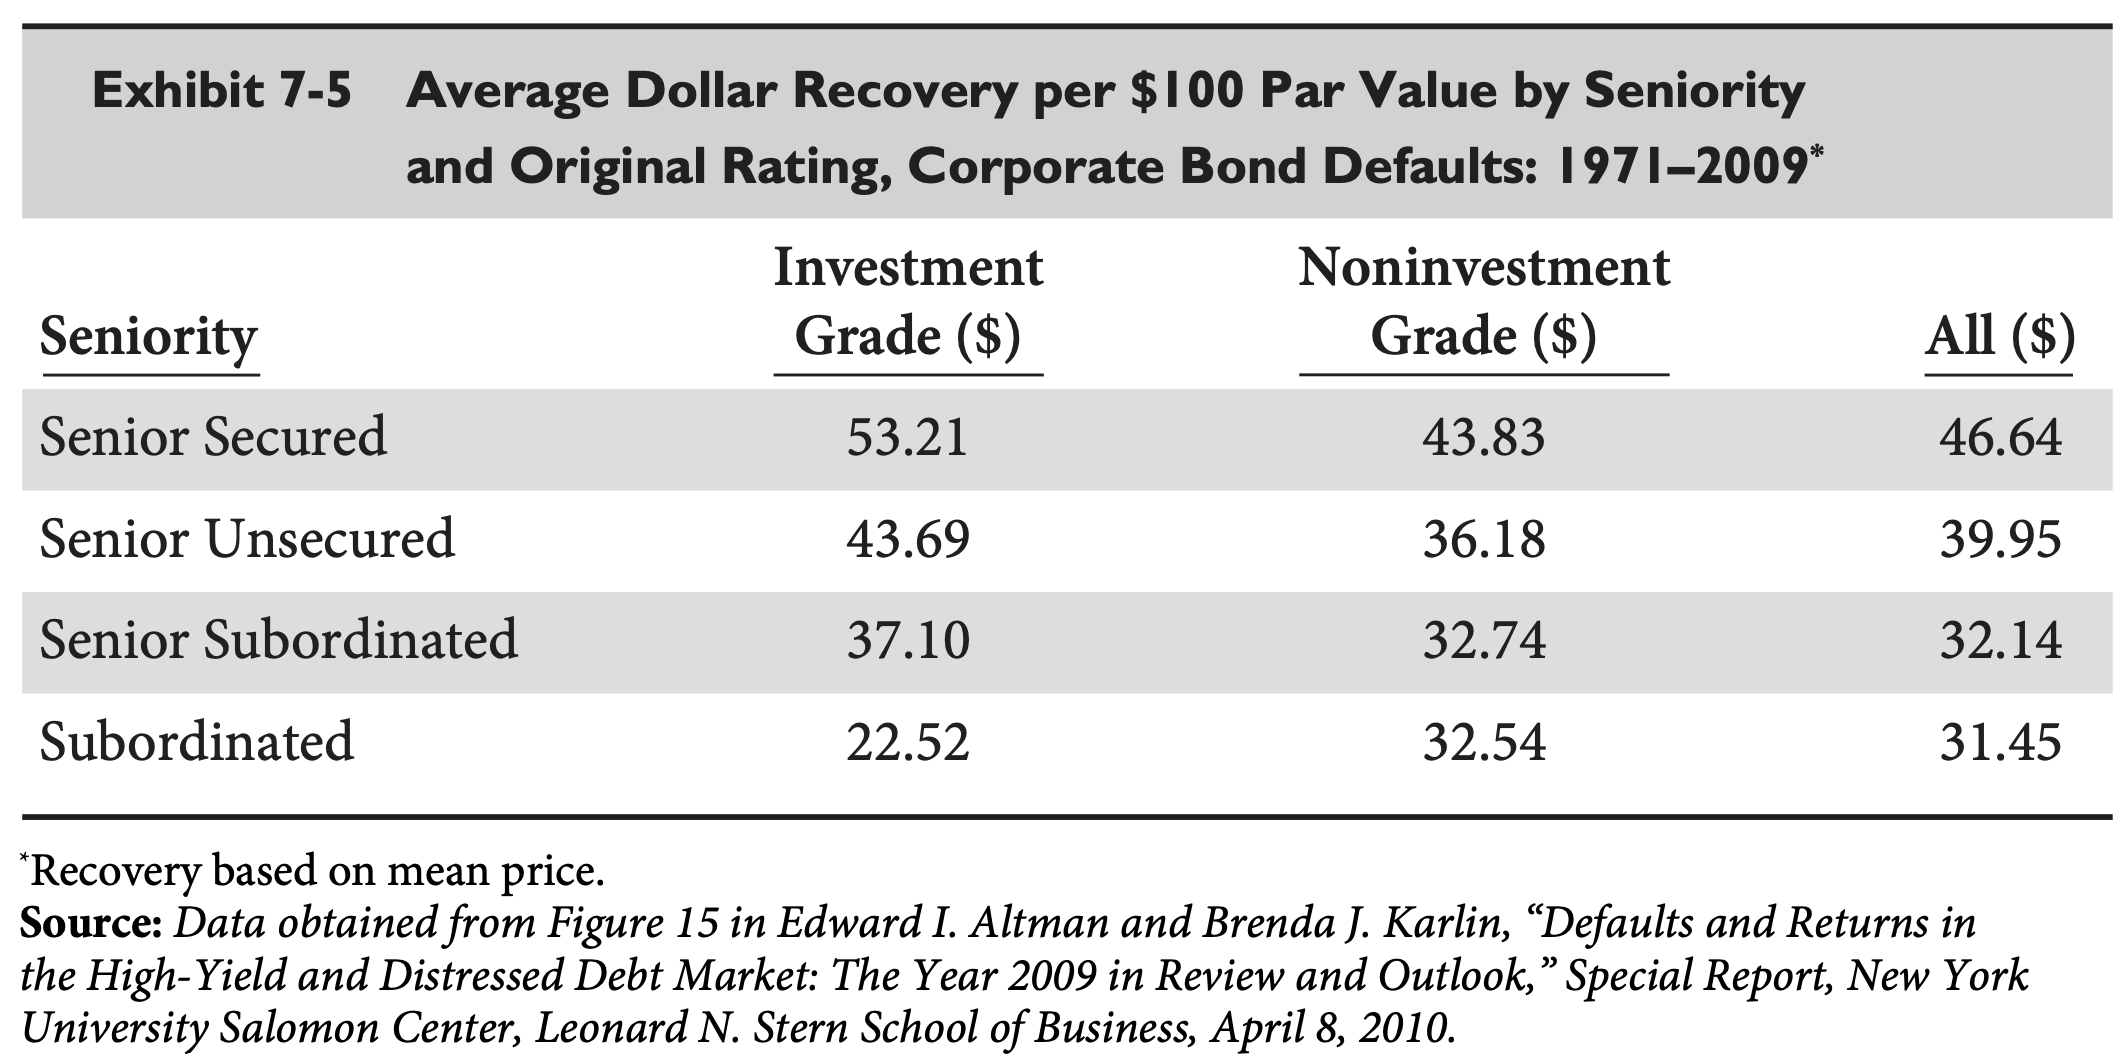 Exhibit 7-5 Average Dollar Recovery per $100 Par Value by Seniority
and Original Rating, Corporate Bond Defaults: 1971–2009*
Investment Noninvestment
Seniority Grade ($) Grade ($) All ($)
Senior Secured 53.21 43.83 46.64
Senior Unsecured 43.69 36.18 39.95
Senior Subordinated 37.10 32.74 32.14
Subordinated 22.52 32.54 31.45
*Recovery based on mean price.
Source: Data obtained from Figure 15 in Edward I. Altman and Brenda J. Karlin, “Defaults and Returns in
the High-Yield and Distressed Debt Market: The Year 2009 in Review and Outlook,” Special Report, New York
University Salomon Center, Leonard N. Stern School of Business, April 8, 2010.